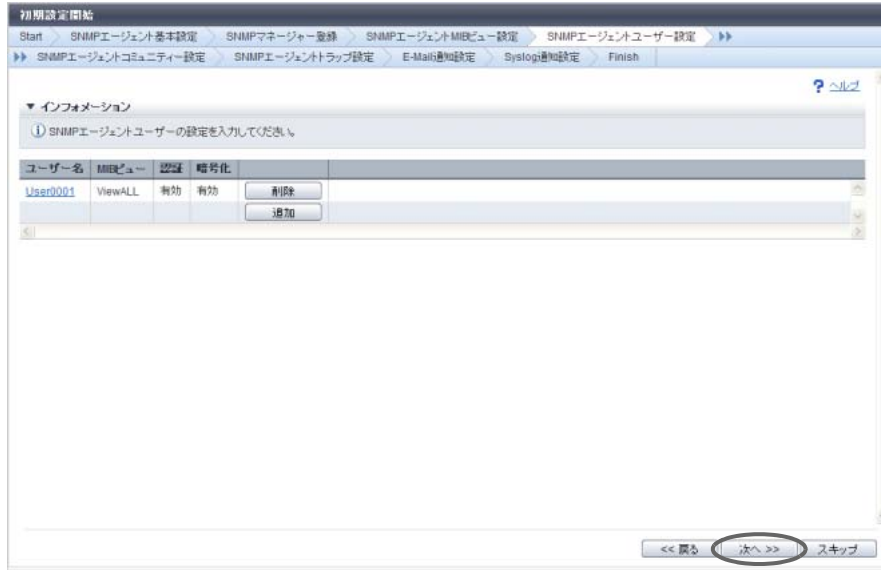 初期設定開始
Start SNMPエージェント基本設定 SNMPマネージャー登録 SNMPエージェントMIBビュー設定 SNMPエージェントユーザー設定
SNMPエージェントコミュニティー設定 SNMPエージェントトラップ設定 E-Mail通知設定 Syslog通知設定 Finish
? ヘルプ
▼ インフォメーション
SNMPエージェントユーザーの設定を入力してください。
ユーザー名 MIBビュー 認証 暗号化
User0001 ViewALL 有効 有効 削除
追加
<< 戻る 次へ >> スキップ